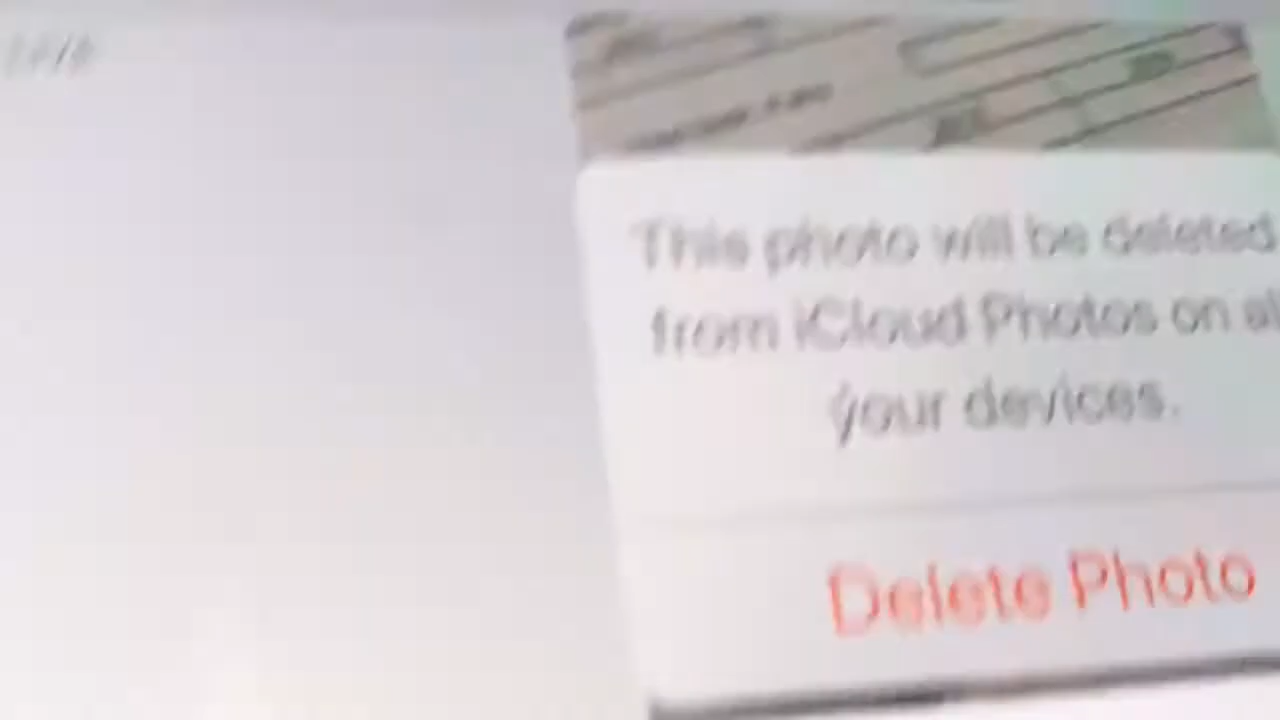 This photo will be deleted
from iCloud Photos on
your devices.
Delete Photo